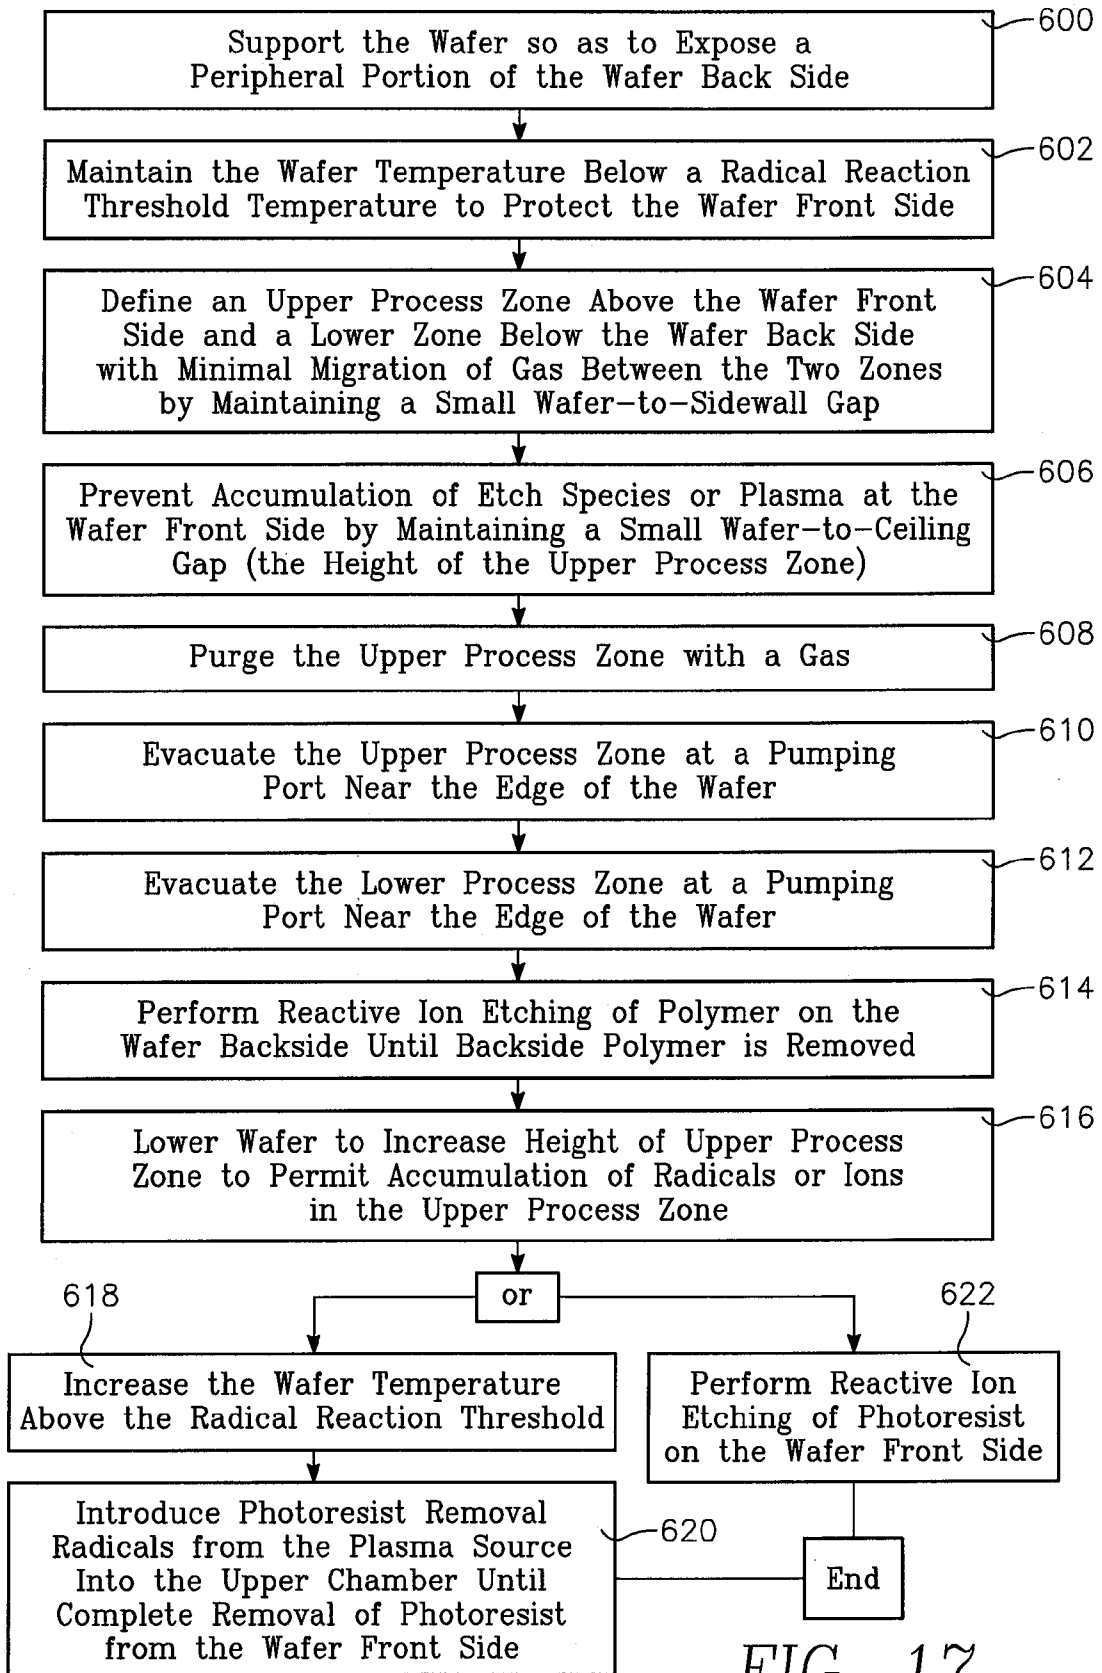 600
Support the Wafer so as to Expose a
Peripheral Portion of the Wafer Back Side
602
Maintain the Wafer Temperature Below a Radical Reaction
Threshold Temperature to Protect the Wafer Front Side
604
Define an Upper Process Zone Above the Wafer Front
Side and a Lower Zone Below the Wafer Back Side
with Minimal Migration of Gas Between the Two Zones
by Maintaining a Small Wafer-to-Sidewall Gap
606
Prevent Accumulation of Etch Species or Plasma at the
Wafer Front Side by Maintaining a Small Wafer-to-Ceiling
Gap (the Height of the Upper Process Zone)
608
Purge the Upper Process Zone with a Gas
610
Evacuate the Upper Process Zone at a Pumping
Port Near the Edge of the Wafer
612
Evacuate the Lower Process Zone at a Pumping
Port Near the Edge of the Wafer
614
Perform Reactive Ion Etching of Polymer on the
Wafer Backside Until Backside Polymer is Removed
616
Lower Wafer to Increase Height of Upper Process
Zone to Permit Accumulation of Radicals or Ions
in the Upper Process Zone
or
618
Increase the Wafer Temperature
Above the Radical Reaction Threshold
622
Perform Reactive Ion
Etching of Photoresist
on the Wafer Front Side
620
Introduce Photoresist Removal
Radicals from the Plasma Source
Into the Upper Chamber Until
Complete Removal of Photoresist
from the Wafer Front Side
End
FIG. 17